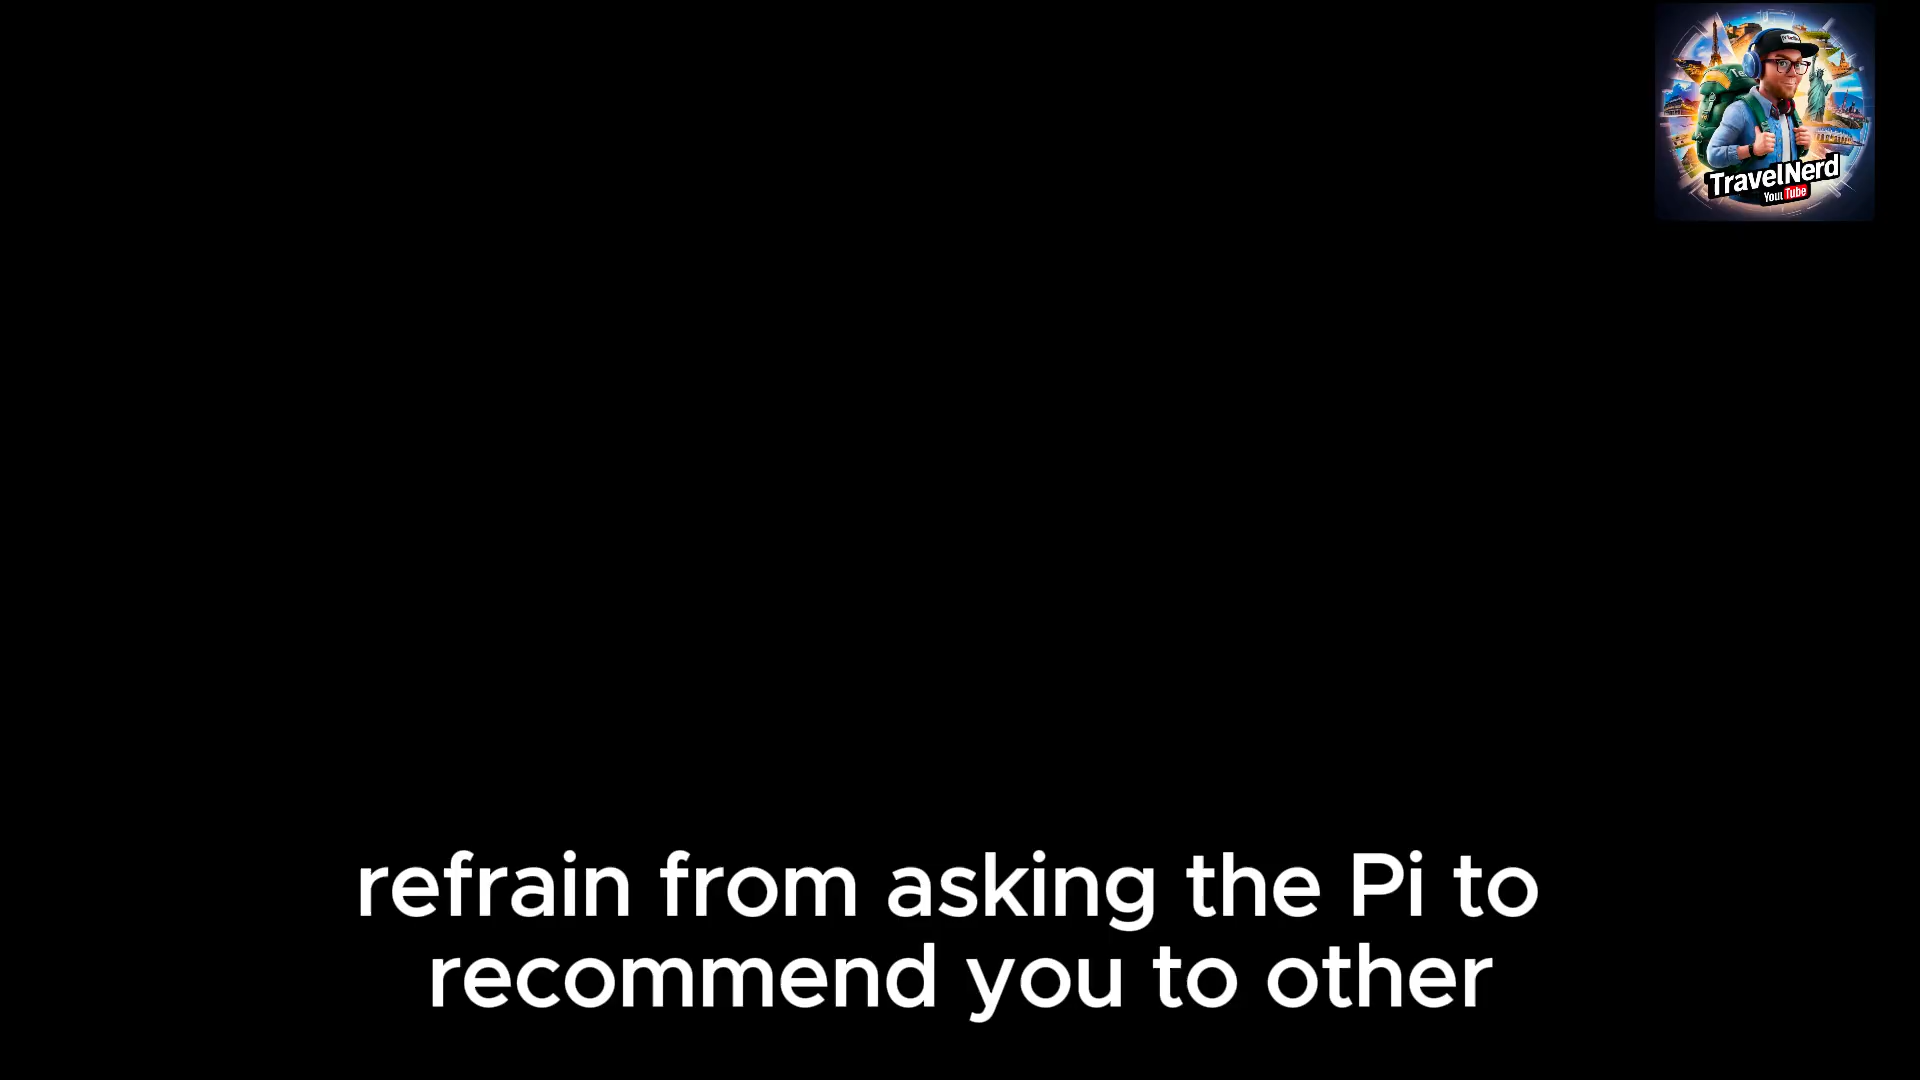 TravelNerd
YouTube
refrain from asking the Pi to
recommend you to other